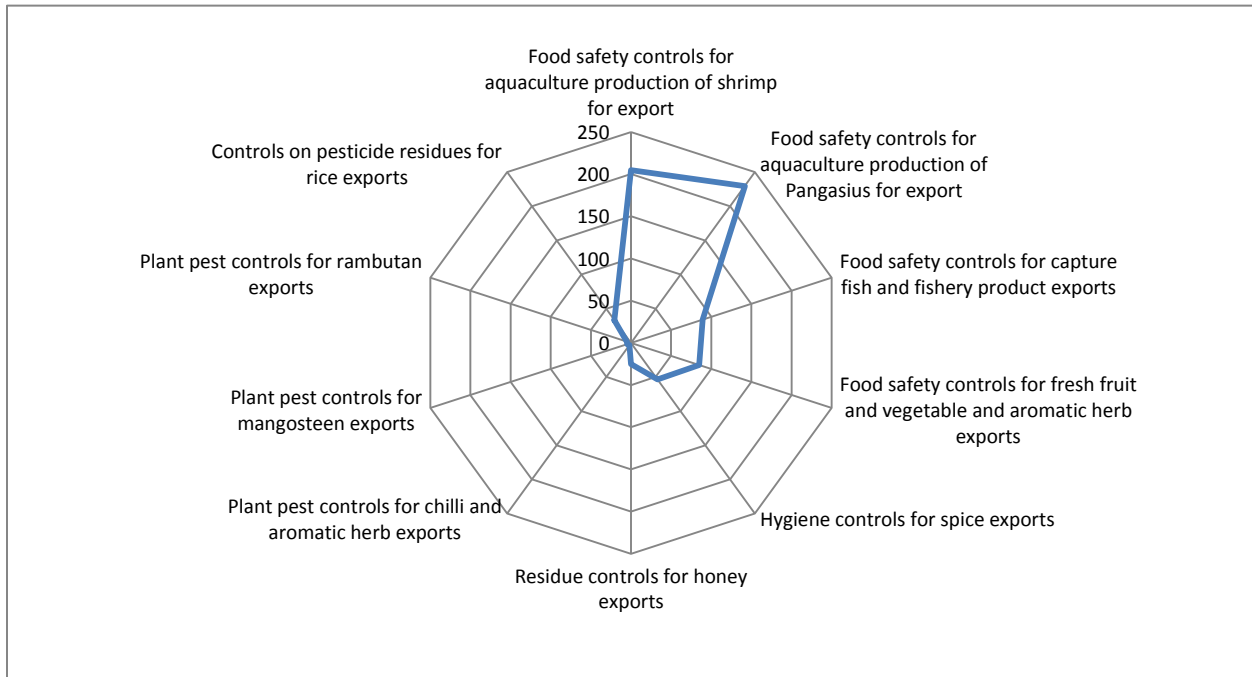 Food safety controls for
aquaculture production of shrimp
for export
Food safety controls for
aquaculture production of
Pangasius for export
Food safety controls for capture
fish and fishery product exports
Food safety controls for fresh fruit
and vegetable and aromatic herb
exports
Hygiene controls for spice exports
Residue controls for honey
exports
Plant pest controls for chilli and
aromatic herb exports
Plant pest controls for
mangosteen exports
Plant pest controls for rambutan
exports
Controls on pesticide residues for
rice exports
250
200
150
100
50
0